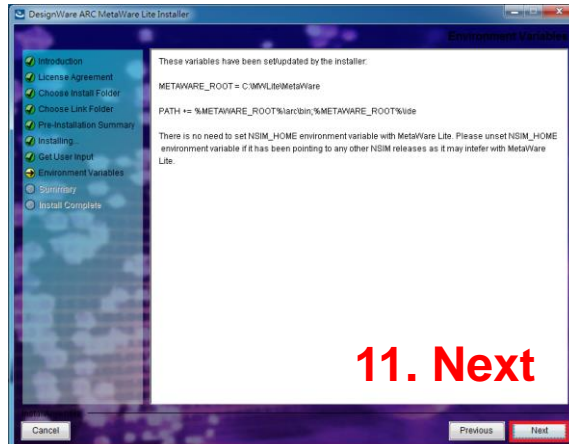 DesignWare ARC MetaWare Lite Installer
Environment Variables
Introduction
License Agreement
Choose Install Folder
Choose Link Folder
Pre-Installation Summary
Installing...
Get User Input
Environment Variables
Summary
Install Complete
These variables have been set/updated by the installer:
METAWARE_ROOT = C:\MWLite\MetaWare
PATH += %METAWARE_ROOT%\arc\bin;%METAWARE_ROOT%\ide
There is no need to set NSIM_HOME environment variable with MetaWare Lite. Please unset NSIM_HOME
environment variable if it has been pointing to any other NSIM releases as it may intefer with MetaWare
Lite.
11. Next
Cancel
Previous
Next